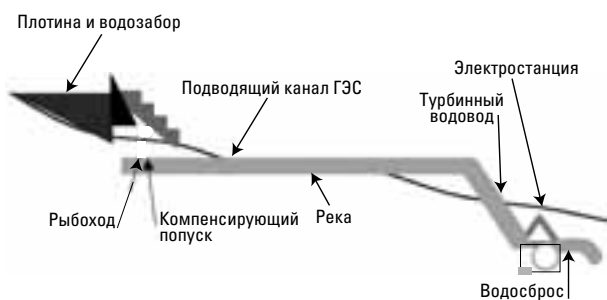 Плотина и водозабор
Подводящий канал ГЭС
Электростанция
Турбинный
водовод
Рыбоход
Компенсирующий
попуск
Река
Водосброс